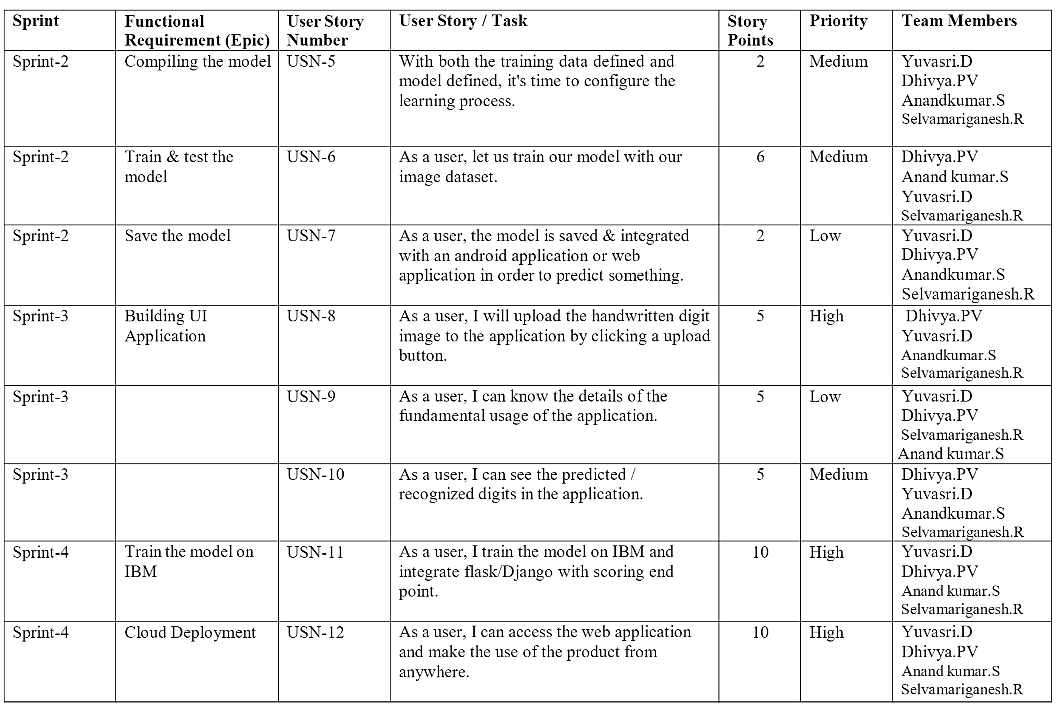 Sprint Functional Requirement (Epic) User Story Number User Story / Task Story Points Priority Team Members
Sprint-2 Compiling the model USN-5 With both the training data defined and 2 Medium Yuvasri.D
model defined, it's time to configure the Dhivya.PV
learning process. Anandkumar.S
Selvamariganesh.R
Sprint-2 Train & test the USN-6 As a user, let us train our model with our 6 Medium Dhivya.PV
model image dataset. Anand kumar.S
Yuvasri.D
Selvamariganesh.R
Sprint-2 Save the model USN-7 As a user, the model is saved & integrated 2 Low Yuvasri.D
with an android application or web Dhivya.PV
application in order to predict something. Anandkumar.S
Selvamariganesh.R
Sprint-3 Building UI USN-8 As a user, I will upload the handwritten digit 5 High Dhivya.PV
Application image to the application by clicking a upload Yuvasri.D
button. Anandkumar.S
Selvamariganesh.R
Sprint-3 USN-9 As a user, I can know the details of the 5 Low Yuvasri.D
fundamental usage of the application. Dhivya.PV
Selvamariganesh.R
Anand kumar.S
Sprint-3 USN-10 As a user, I can see the predicted / 5 Medium Dhivya.PV
recognized digits in the application. Yuvasri.D
Anandkumar.S
Selvamariganesh.R
Sprint-4 Train the model on USN-11 As a user, I train the model on IBM and 10 High Yuvasri.D
IBM integrate flask/Django with scoring end Dhivya.PV
point. Anand kumar.S
Selvamariganesh.R
Sprint-4 Cloud Deployment USN-12 As a user, I can access the web application 10 High Yuvasri.D
and make the use of the product from Dhivya.PV
anywhere. Anand kumar.S
Selvamariganesh.R